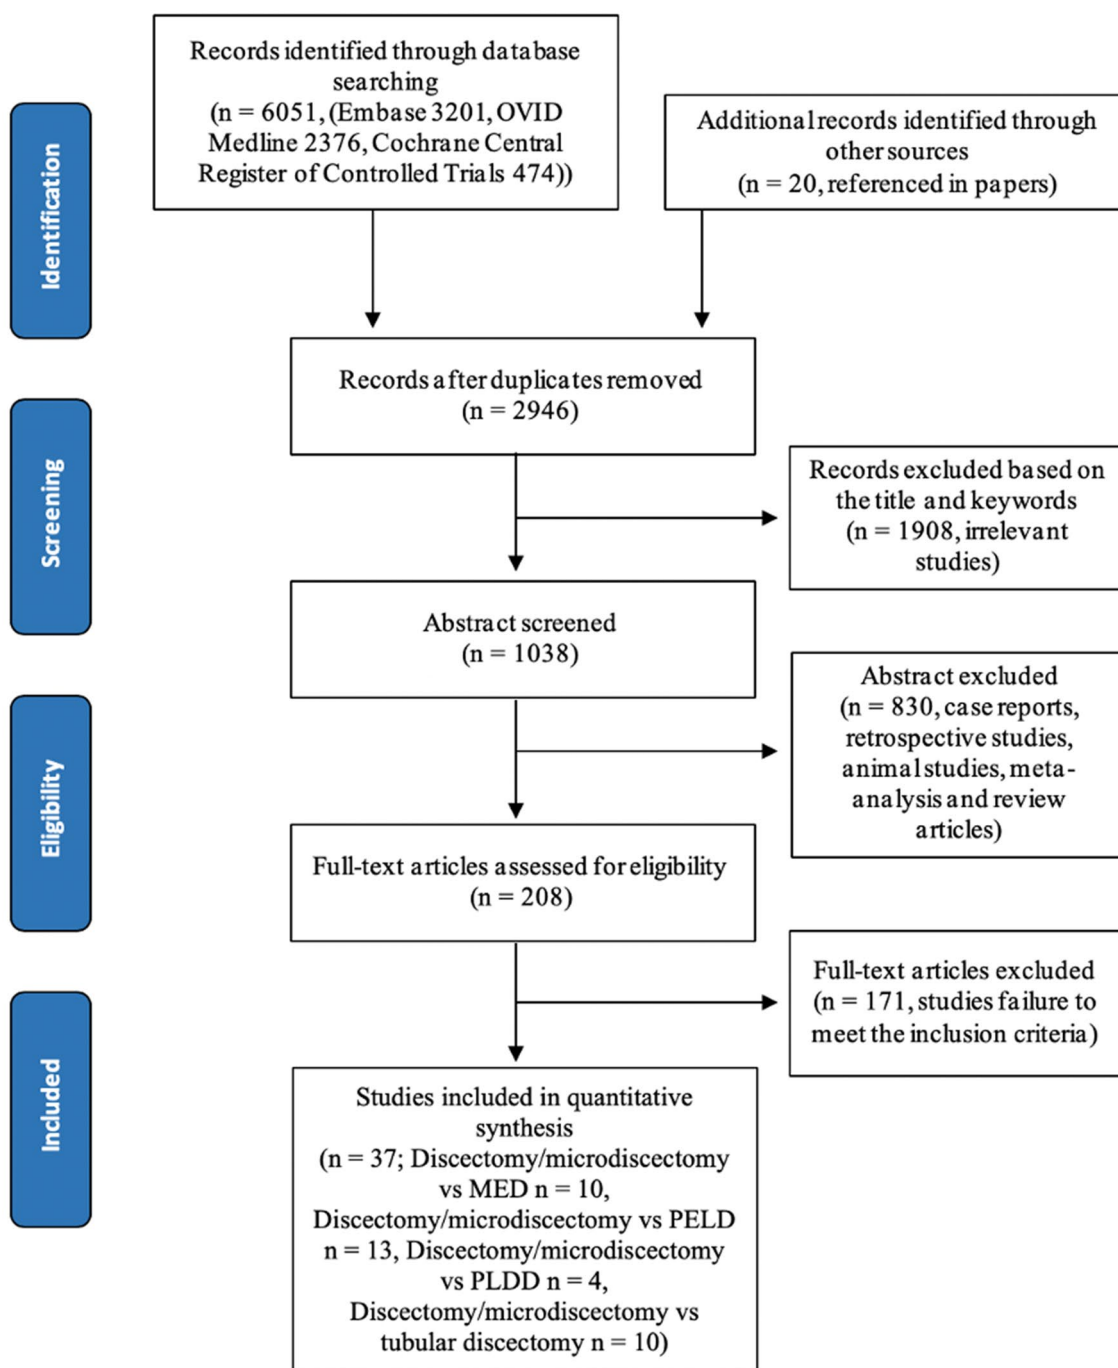 Identification
Records identified through database
searching
(n = 6051, (Embase 3201, OVID
Medline 2376, Cochrane Central
Register of Controlled Trials 474))
Additional records identified through
other sources
(n = 20, referenced in papers)
Records after duplicates removed
(n = 2946)
Screening
Records excluded based on
the title and keywords
(n = 1908, irrelevant
studies)
Abstract screened
(n = 1038)
Abstract excluded
(n = 830, case reports,
retrospective studies,
animal studies, meta-
analysis and review
articles)
Eligibility
Full-text articles assessed for eligibility
(n = 208)
Full-text articles excluded
(n = 171, studies failure to
meet the inclusion criteria)
Included
Studies included in quantitative
synthesis
(n = 37; Discectomy/microdiscectomy
vs MED n = 10,
Discectomy/microdiscectomy vs PELD
n = 13, Discectomy/microdiscectomy
vs PLDD n = 4,
Discectomy/microdiscectomy vs
tubular discectomy n = 10)